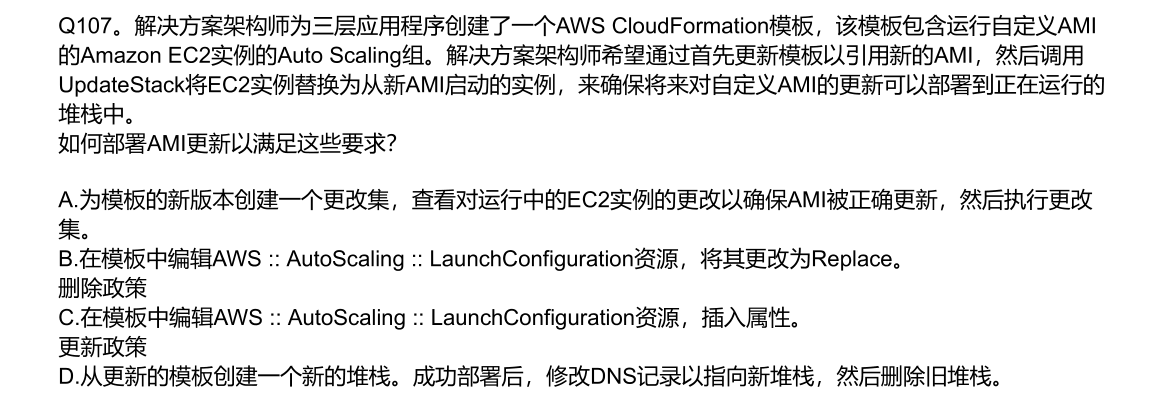 Q107。解决方案架构师为三层应用程序创建了一个AWS CloudFormation模板，该模板包含运行自定义AMI
的Amazon EC2实例的Auto Scaling组。解决方案架构师希望通过首先更新模板以引用新的AMI，然后调用
UpdateStack将EC2实例替换为从新AMI启动的实例，来确保将来对自定义AMI的更新可以部署到正在运行的
堆栈中。
如何部署AMI更新以满足这些要求？
A.为模板的新版本创建一个更改集，查看对运行中的EC2实例的更改以确保AMI被正确更新，然后执行更改
集。
B.在模板中编辑AWS :: AutoScaling :: LaunchConfiguration资源，将其更改为Replace。
删除政策
C.在模板中编辑AWS :: AutoScaling :: LaunchConfiguration资源，插入属性。
更新政策
D.从更新的模板创建一个新的堆栈。成功部署后，修改DNS记录以指向新堆栈，然后删除旧堆栈。